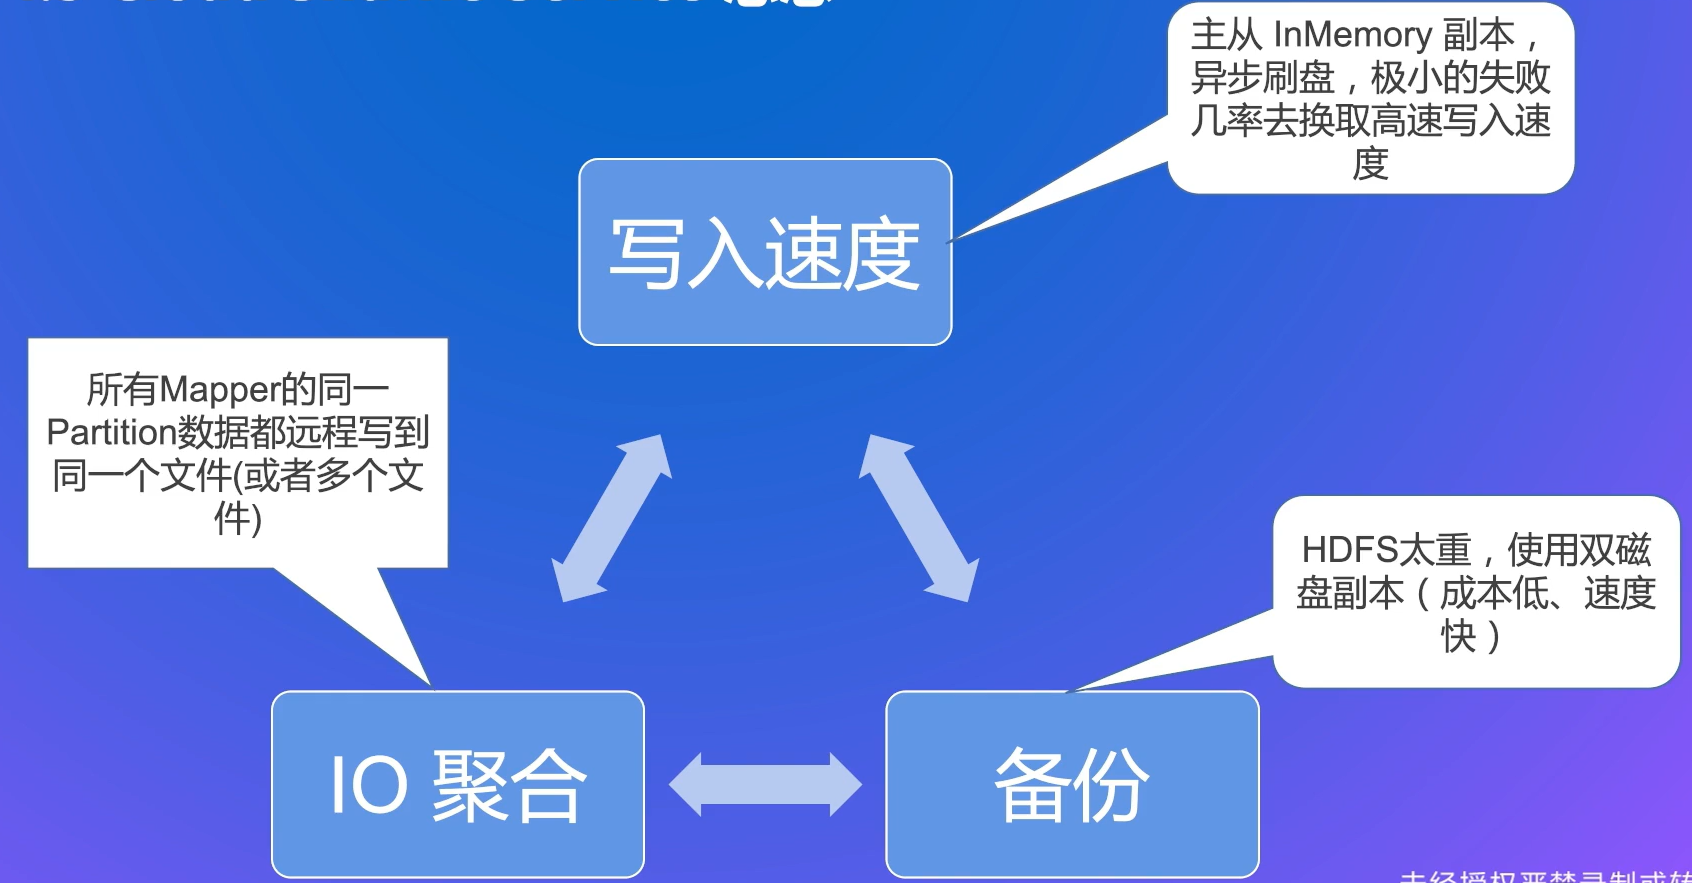 主从 InMemory 副本，
异步刷盘，极小的失败
几率去换取高速写入速
度
写入速度
所有Mapper的同一
Partition数据都远程写到
同一个文件(或者多个文
件)
HDFS太重，使用双磁
盘副本（成本低、速度
快）
IO 聚合
备份